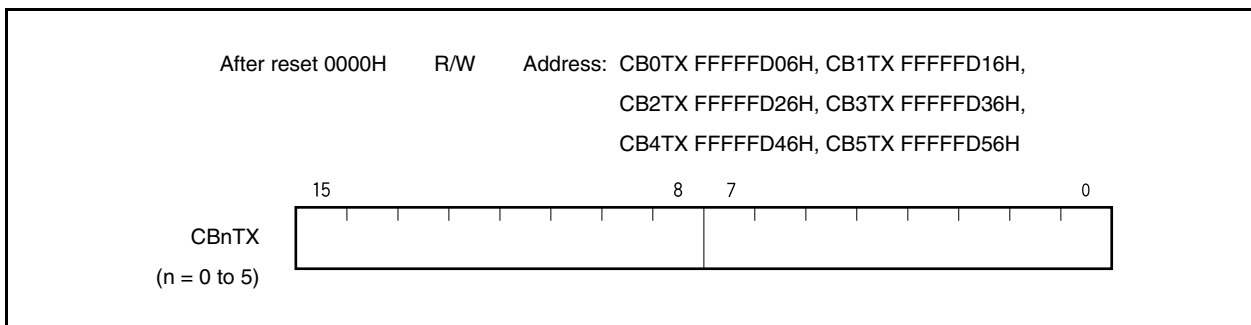 After reset 0000H R/W Address: CB0TX FFFFFD06H, CB1TX FFFFFD16H,
CB2TX FFFFFD26H, CB3TX FFFFFD36H,
CB4TX FFFFFD46H, CB5TX FFFFFD56H
15 8 7 0
CBnTX
(n = 0 to 5)